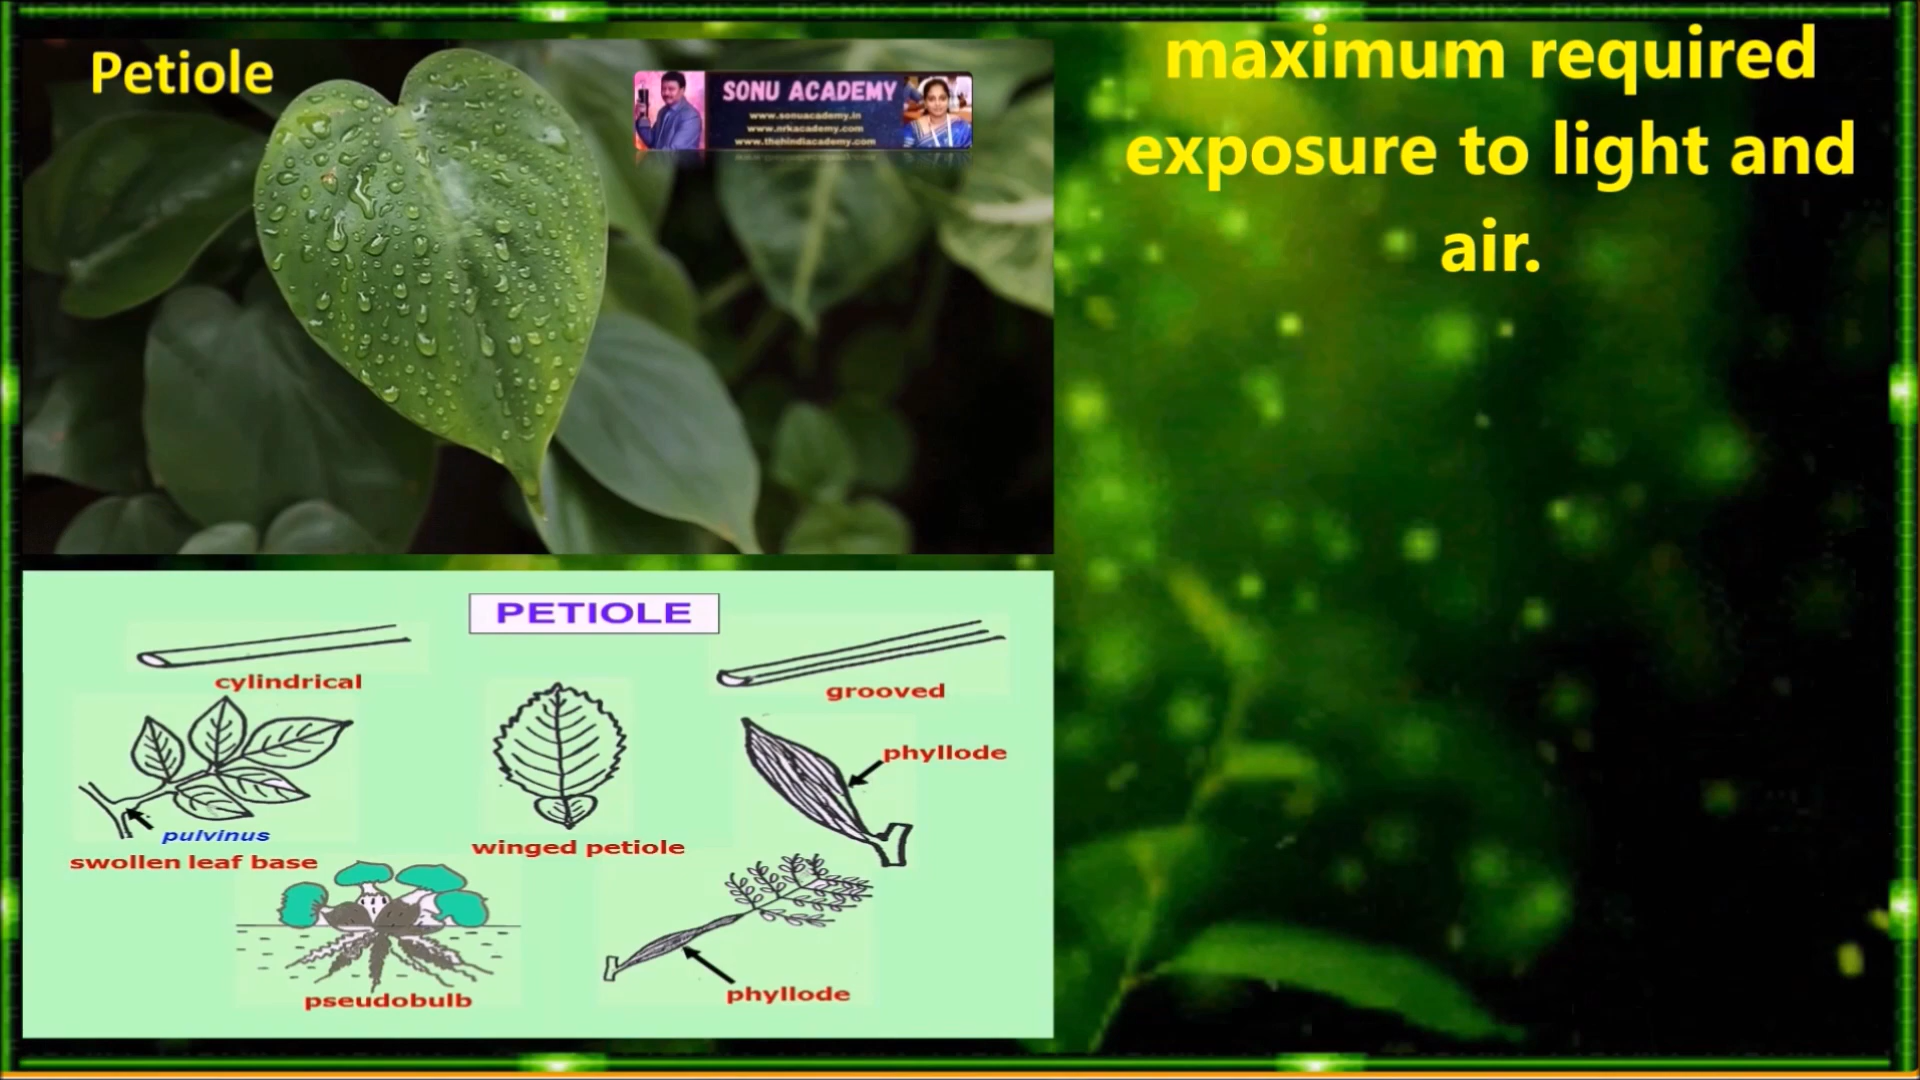 Petiole
SONU ACADEMY
www.sonuacademy.in
www.nrkacademy.com
www.thehindiacademy.com
maximum required
exposure to light and
air.
PETIOLE
cylindrical
grooved
phyllode
pulvinus
swollen leaf base
winged petiole
pseudobulb
phyllode